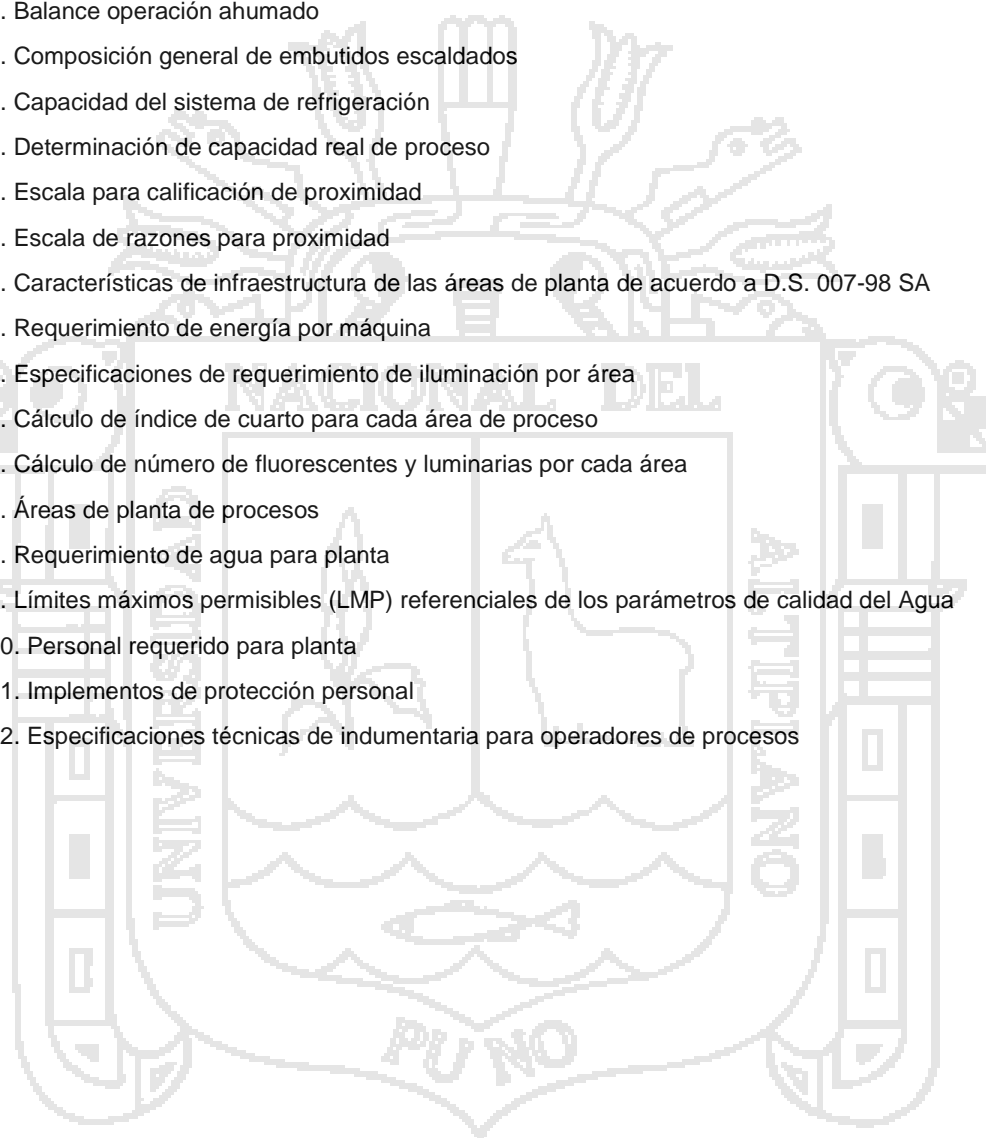 . Balance operación ahumado
. Composición general de embutidos escaldados
. Capacidad del sistema de refrigeración
. Determinación de capacidad real de proceso
. Escala para calificación de proximidad
. Escala de razones para proximidad
. Características de infraestructura de las áreas de planta de acuerdo a D.S. 007-98 SA
. Requerimiento de energía por máquina
. Especificaciones de requerimiento de iluminación por área
. Cálculo de índice de cuarto para cada área de proceso
. Cálculo de número de fluorescentes y luminarias por cada área
. Áreas de planta de procesos
. Requerimiento de agua para planta
. Límites máximos permisibles (LMP) referenciales de los parámetros de calidad del Agua
0. Personal requerido para planta
1. Implementos de protección personal
2. Especificaciones técnicas de indumentaria para operadores de procesos
NACIONAL DEL
UNIVERSIDAD
ALTIPLANO
PUNO